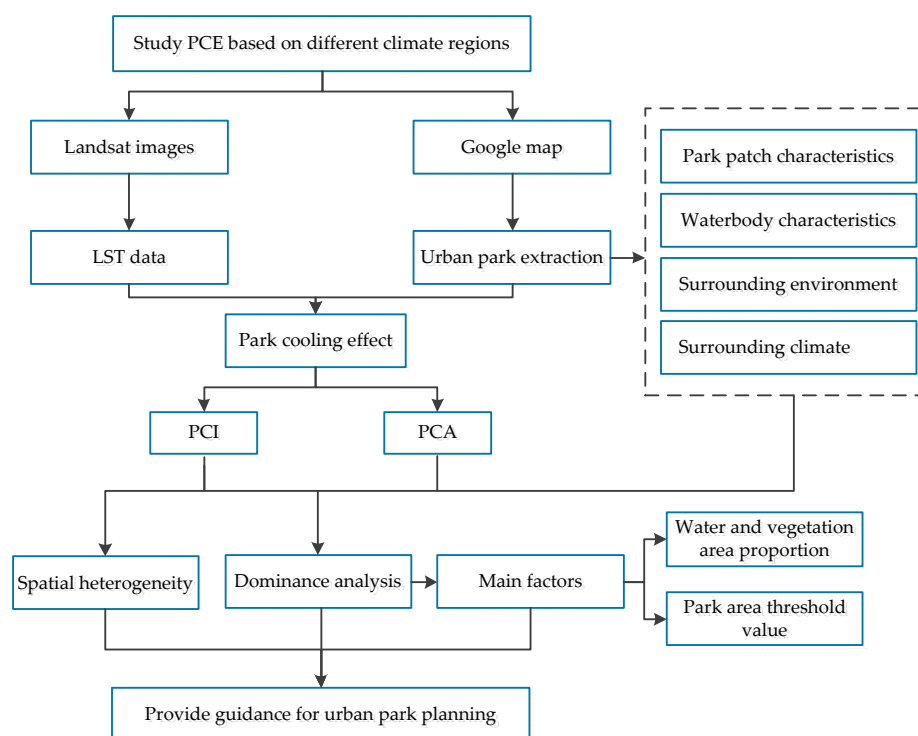 Study PCE based on different climate regions
Landsat images
Google map
Park patch characteristics
Waterbody characteristics
LST data
Urban park extraction
Surrounding environment
Surrounding climate
Park cooling effect
PCI
PCA
Water and vegetation
area proportion
Spatial heterogeneity
Dominance analysis
Main factors
Park area threshold
value
Provide guidance for urban park planning